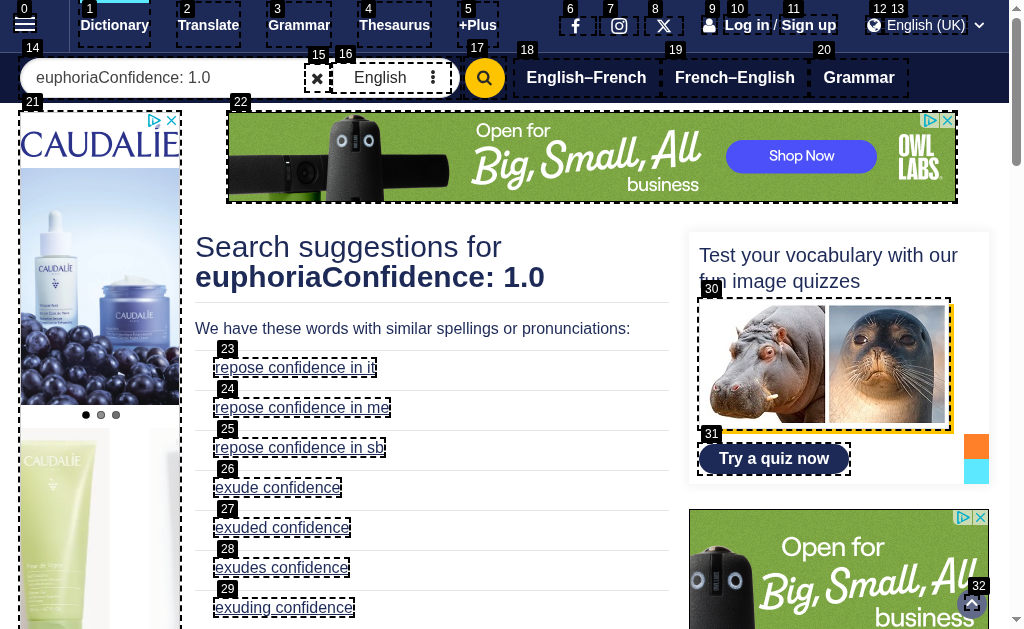 0 1 2 3 4 5 6 7 8 9 10 11 12 13
Dictionary Translate Grammar Thesaurus +Plus Log in / Sign up English (UK)
14 15 16 17 18 19 20
euphoriaConfidence: 1.0 English English–French French–English Grammar
21 22
CAUDALIE
Open for
Big, Small, All
business
Shop Now
OWL
LABS
CAUDALIE
CAUDALIE
CAUDALIE
Search suggestions for
euphoriaConfidence: 1.0
We have these words with similar spellings or pronunciations:
23
repose confidence in it
24
repose confidence in me
25
repose confidence in sb
26
exude confidence
27
exuded confidence
28
exudes confidence
29
exuding confidence
Test your vocabulary with our
fun image quizzes
30
31
Try a quiz now
Open for
Big, Small, All
business
32